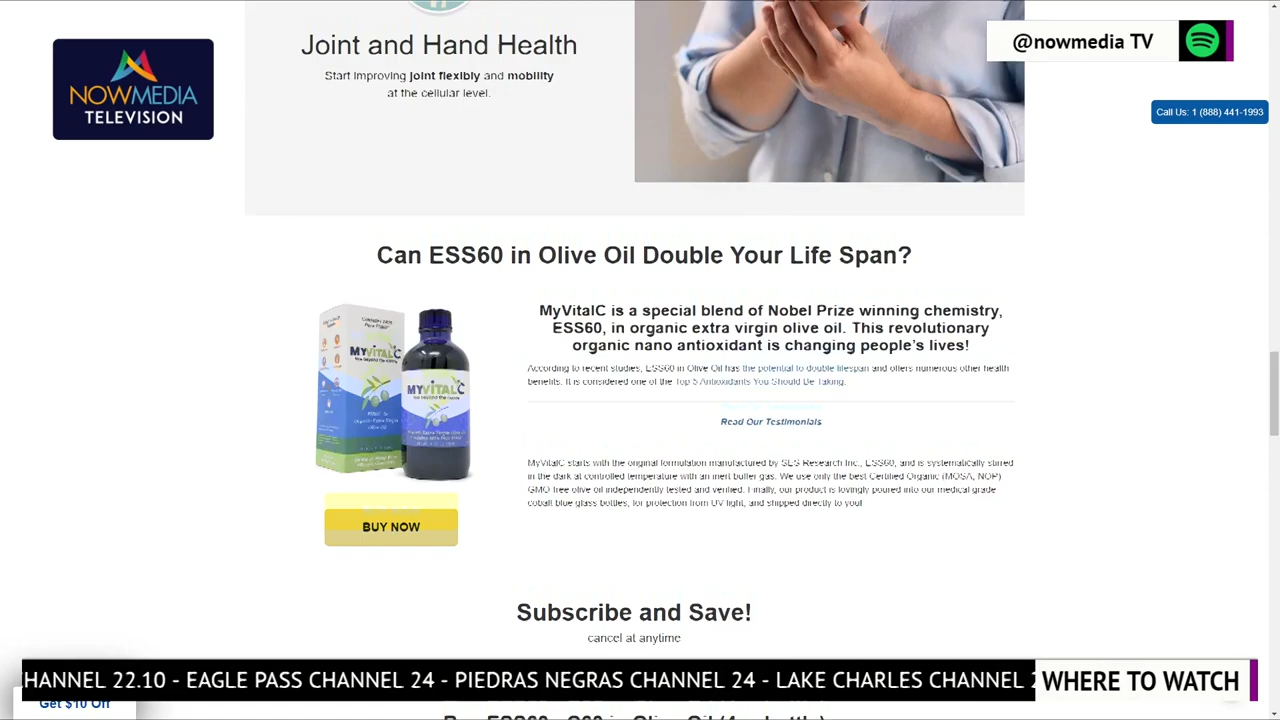 Joint and Hand Health
Start improving joint flexibly and mobility
at the cellular level.
NOWMEDIA
TELEVISION
@nowmedia TV
Call Us: 1 (888) 441-1993
Can ESS60 in Olive Oil Double Your Life Span?
MyVitalC is a special blend of Nobel Prize winning chemistry,
ESS60, in organic extra virgin olive oil. This revolutionary
organic nano antioxidant is changing people's lives!
According to recent studies, ESS60 in Olive Oil has the potential to double lifespan and offers numerous other health
benefits. It is considered one of the Top 5 Antioxidants You Should Be Taking.
Read Our Testimonials
MyVitalC starts with the original formulation manufactured by SES Research Inc., ESS60, and is systematically stirred
in the dark at controlled temperature with an inert buffer gas. We use only the best Certified Organic (MOSA, NOP)
GMO free olive oil independently tested and verified. Finally, our product is lovingly poured into our medical grade
cobalt blue glass bottles, for protection from UV light, and shipped directly to you!
MYVITALC
MYVITALC
BUY NOW
Subscribe and Save!
cancel at anytime
HANNEL 22.10 - EAGLE PASS CHANNEL 24 - PIEDRAS NEGRAS CHANNEL 24 - LAKE CHARLES CHANNEL
WHERE TO WATCH
Get $10 Off